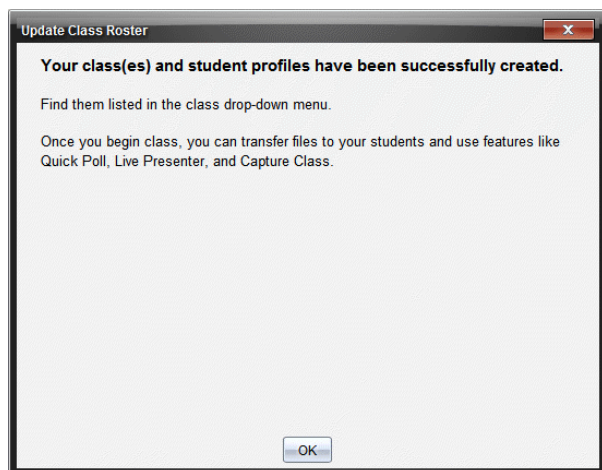 Update Class Roster
Your class(es) and student profiles have been successfully created.
Find them listed in the class drop-down menu.
Once you begin class, you can transfer files to your students and use features like
Quick Poll, Live Presenter, and Capture Class.
OK